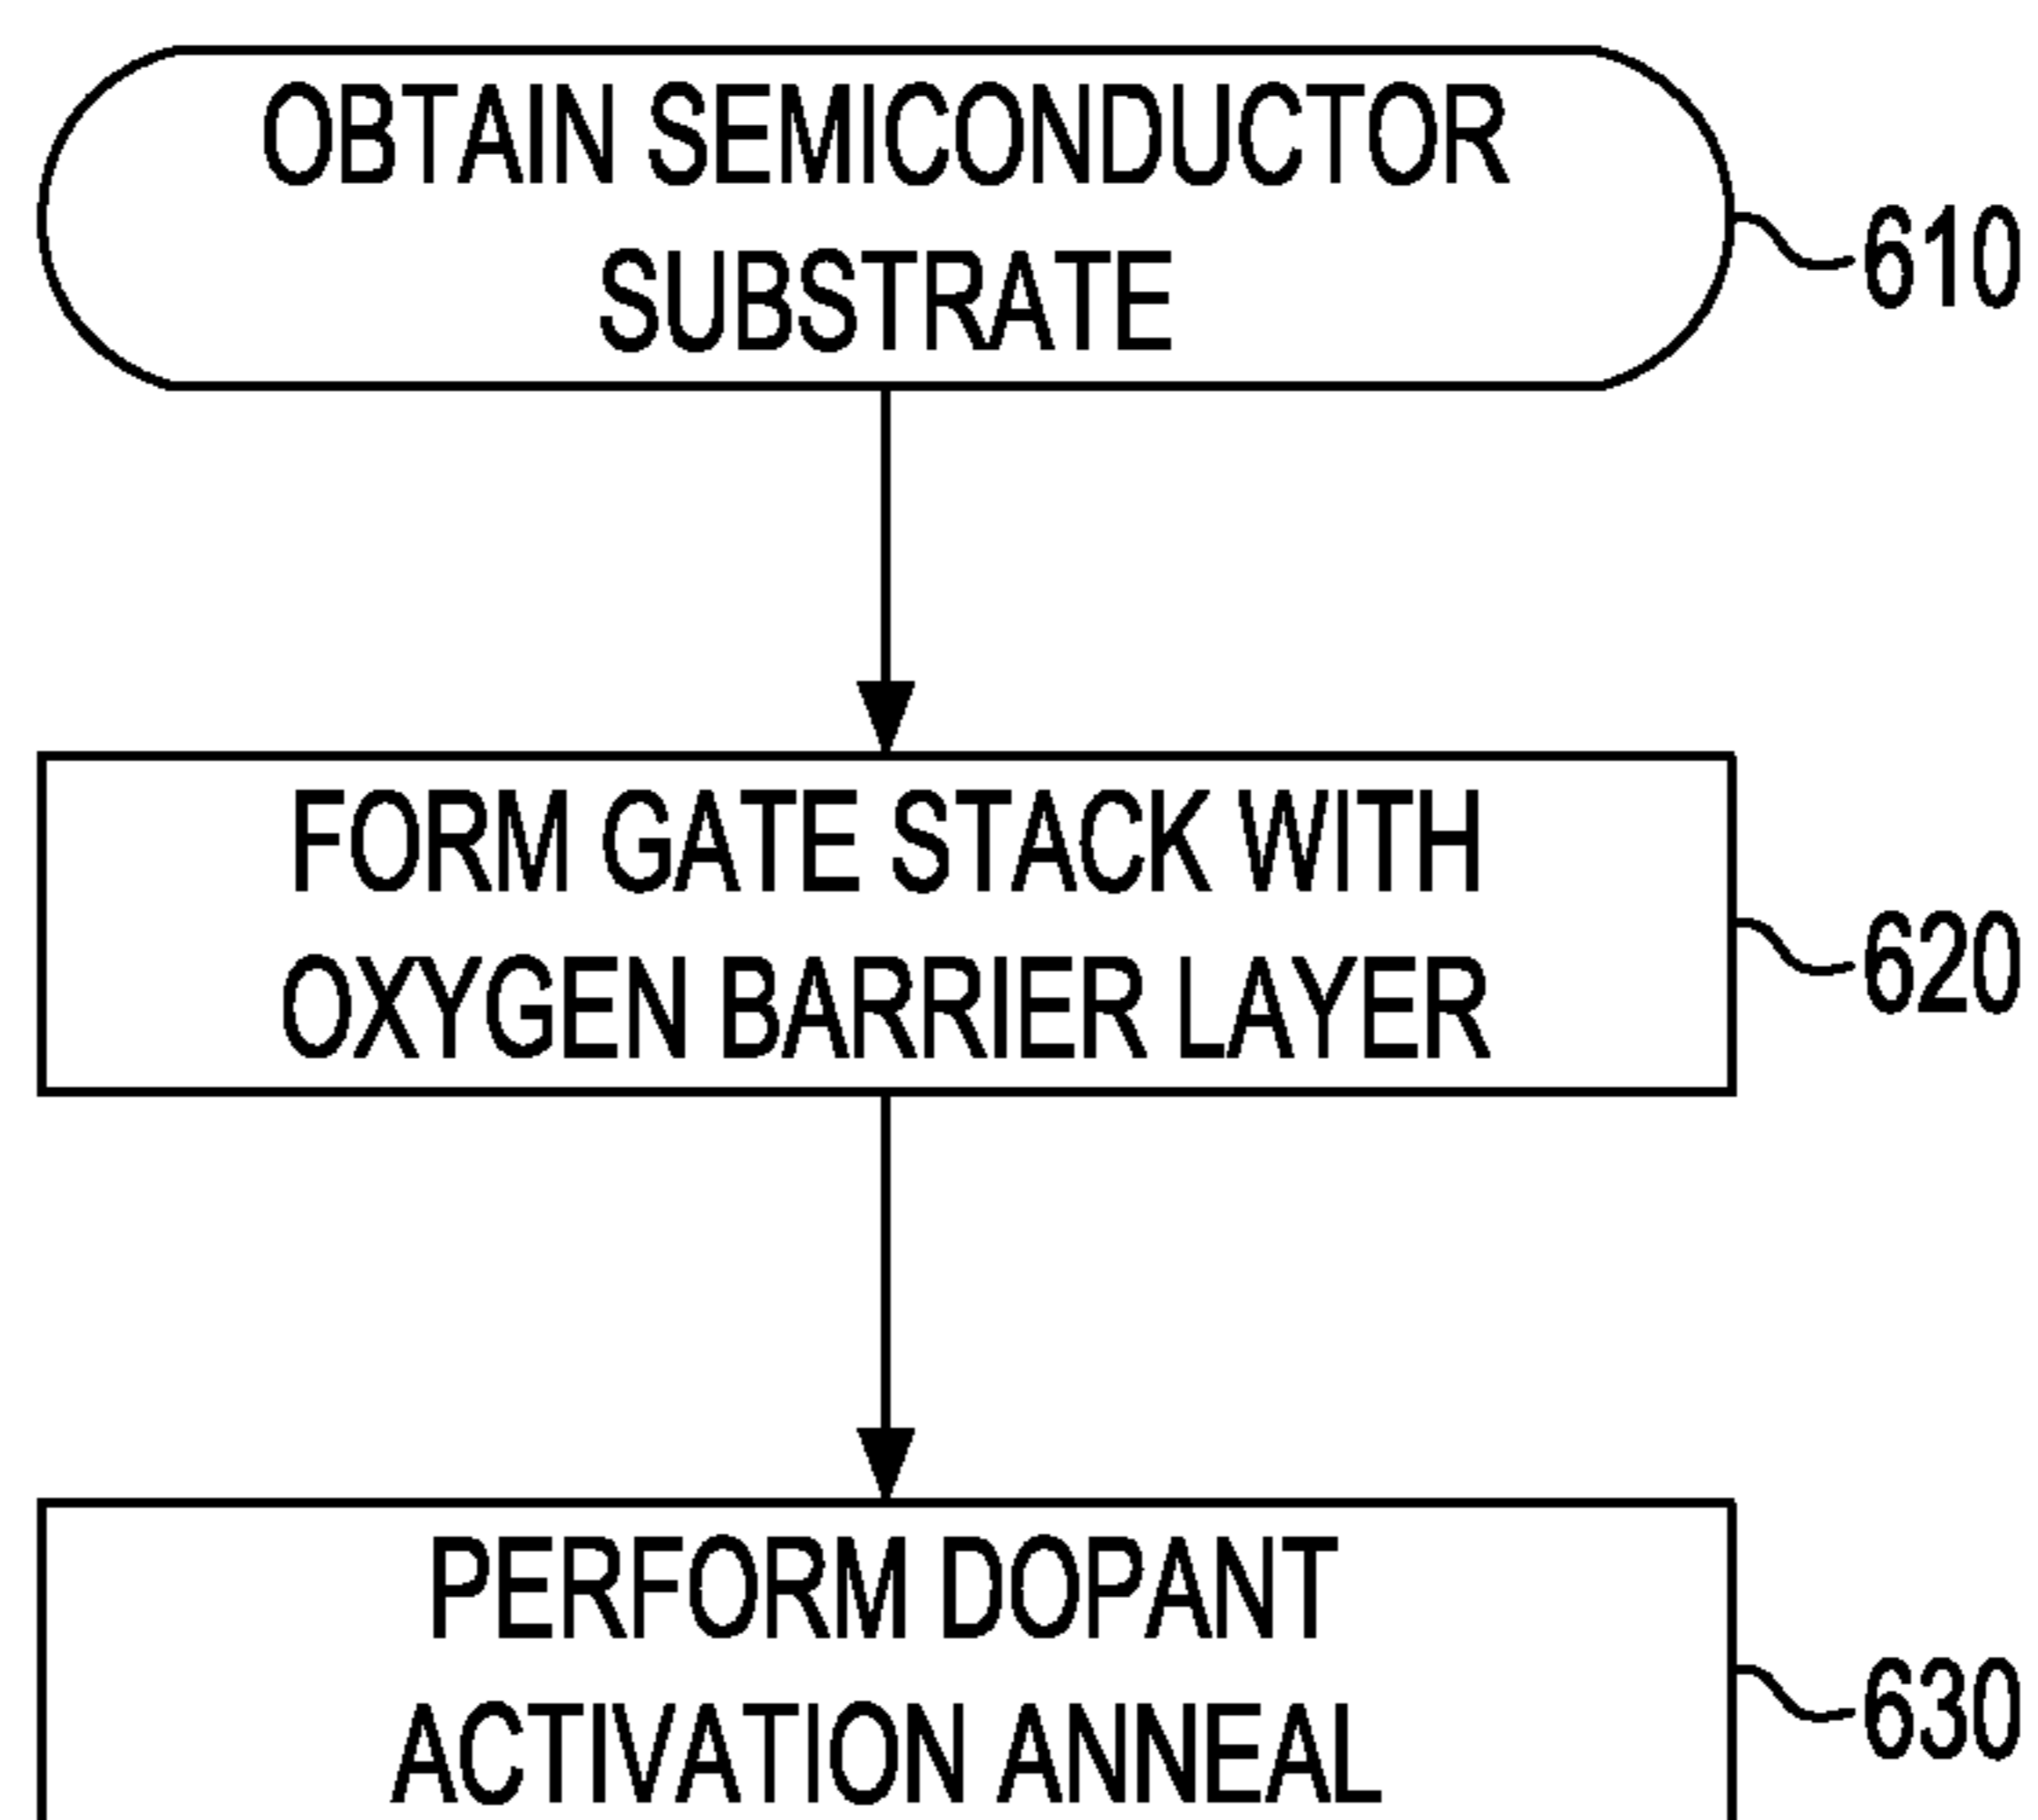 OBTAIN SEMICONDUCTOR
SUBSTRATE
610
FORM GATE STACK WITH
OXYGEN BARRIER LAYER
620
PERFORM DOPANT
ACTIVATION ANNEAL
630